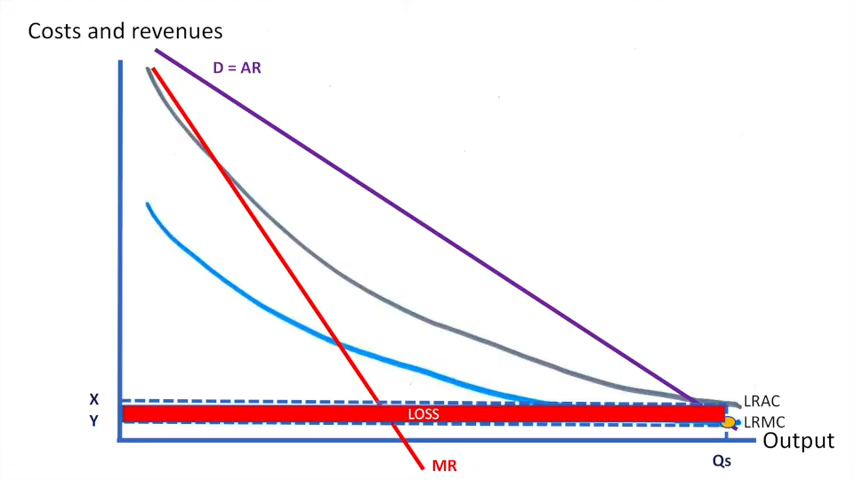 Costs and revenues
D = AR
X
LRAC
LOSS
Y
LRMC
Output
Qs
MR